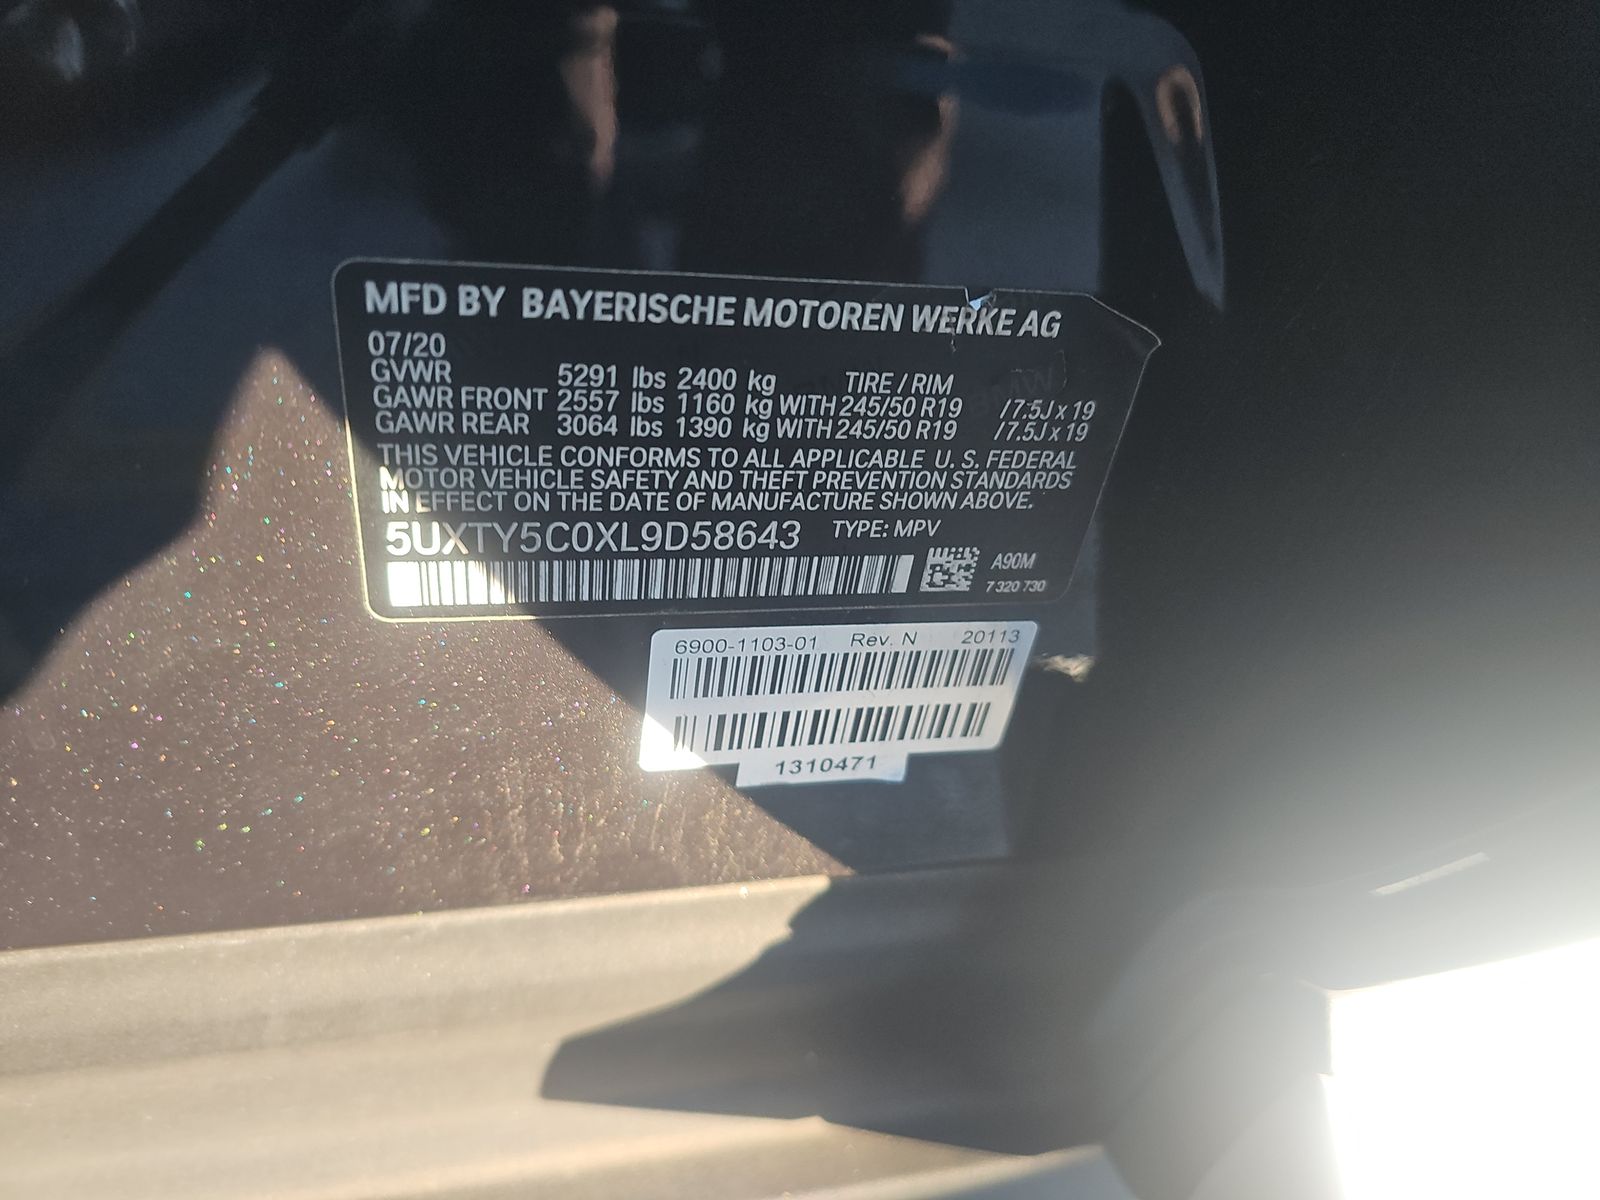 MFD BY BAYERISCHE MOTOREN WERKE AG
07/20
GVWR 5291 lbs 2400 kg TIRE / RIM
GAWR FRONT 2557 lbs 1160 kg WITH 245/50 R19 / 7.5J x 19
GAWR REAR 3064 lbs 1390 kg WITH 245/50 R19 / 7.5J x 19
THIS VEHICLE CONFORMS TO ALL APPLICABLE U. S. FEDERAL
MOTOR VEHICLE SAFETY AND THEFT PREVENTION STANDARDS
IN EFFECT ON THE DATE OF MANUFACTURE SHOWN ABOVE.
5UXTY5C0XL9D58643 TYPE: MPV
A90M
7 320 730
6900-1103-01 Rev. N 20113
1310471